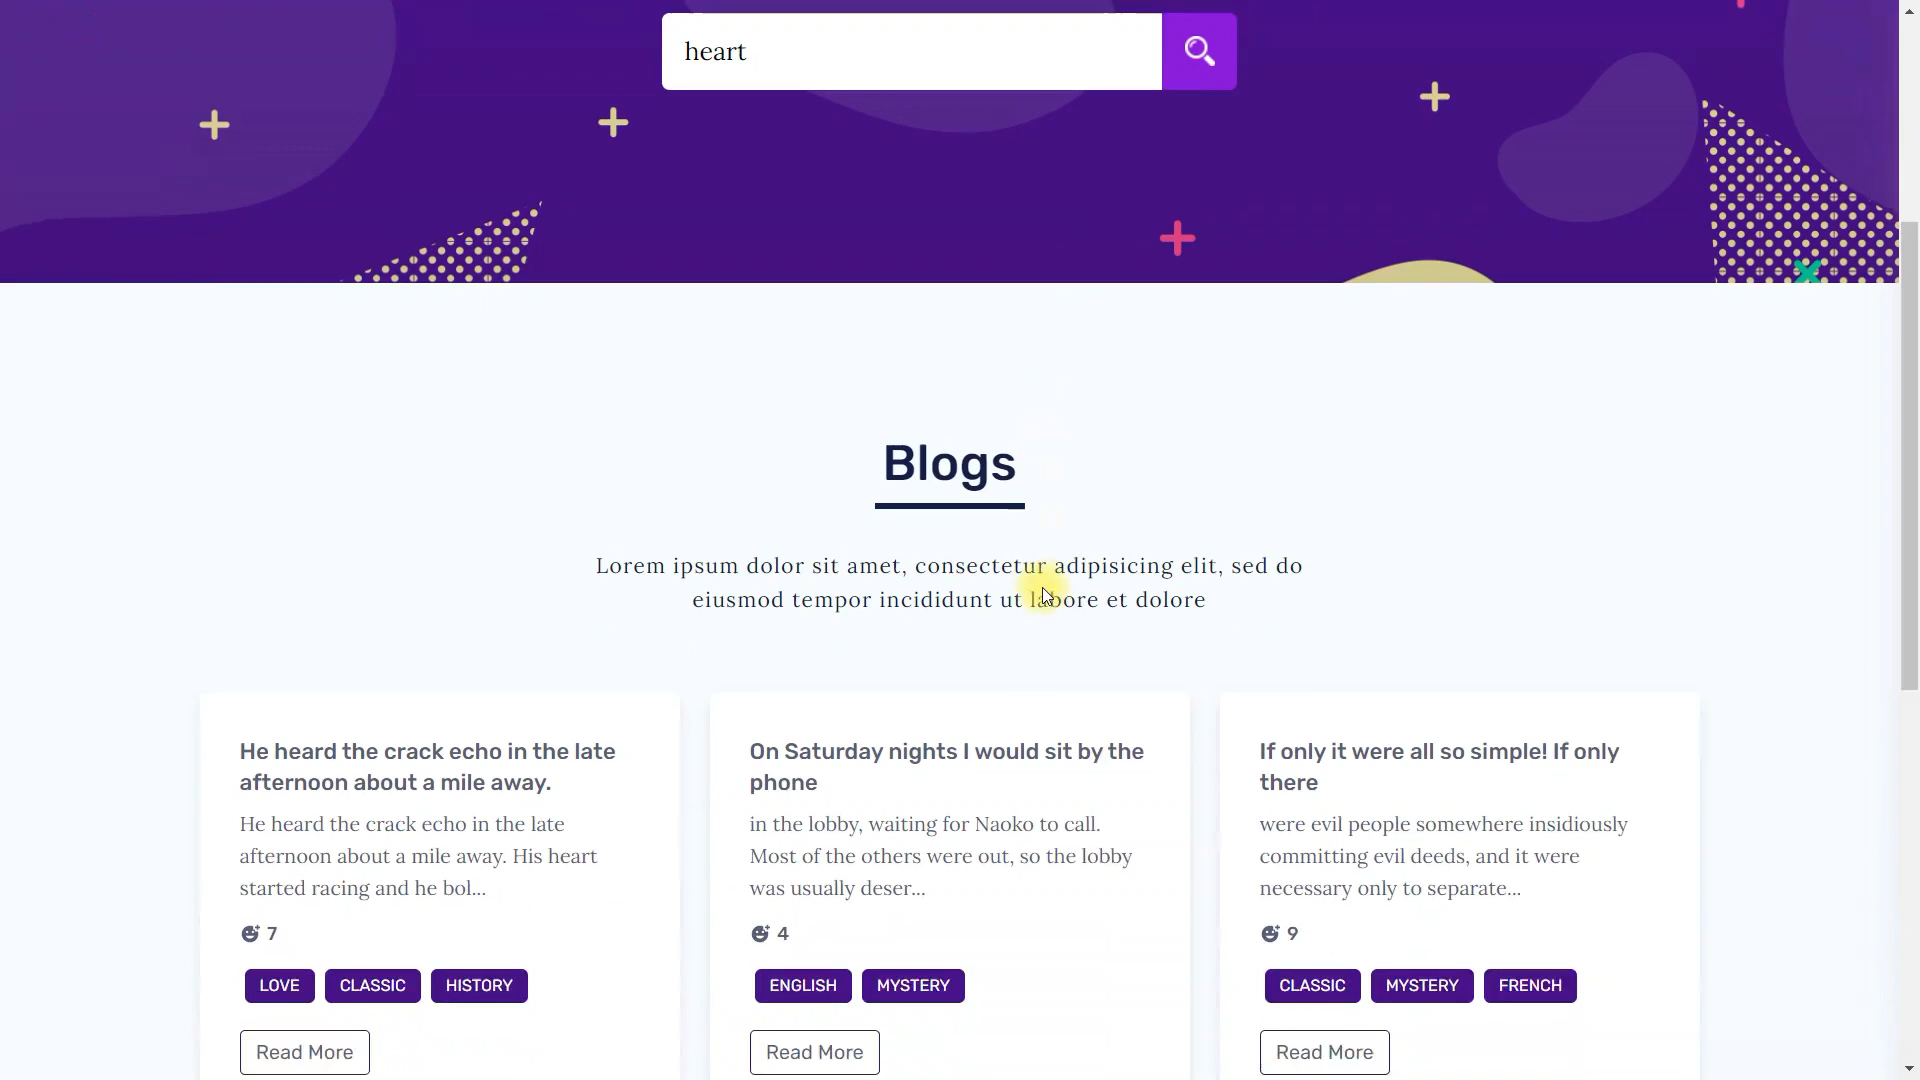 heart
Blogs
Lorem ipsum dolor sit amet, consectetur adipisicing elit, sed do
eiusmod tempor incididunt ut labore et dolore
He heard the crack echo in the late
afternoon about a mile away.
He heard the crack echo in the late
afternoon about a mile away. His heart
started racing and he bol...
7
LOVE CLASSIC HISTORY
Read More
On Saturday nights I would sit by the
phone
in the lobby, waiting for Naoko to call.
Most of the others were out, so the lobby
was usually deser...
4
ENGLISH MYSTERY
Read More
If only it were all so simple! If only
there
were evil people somewhere insidiously
committing evil deeds, and it were
necessary only to separate...
9
CLASSIC MYSTERY FRENCH
Read More